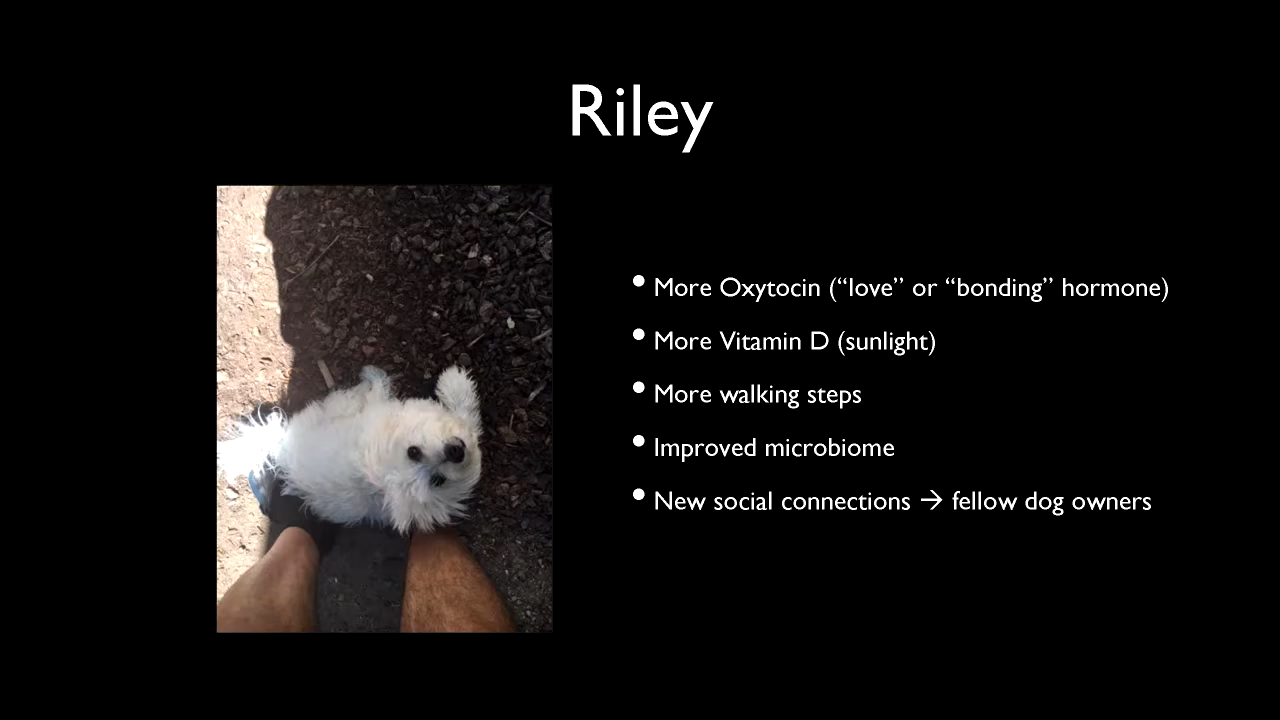 Riley
• More Oxytocin (“love” or “bonding” hormone)
• More Vitamin D (sunlight)
• More walking steps
• Improved microbiome
• New social connections → fellow dog owners